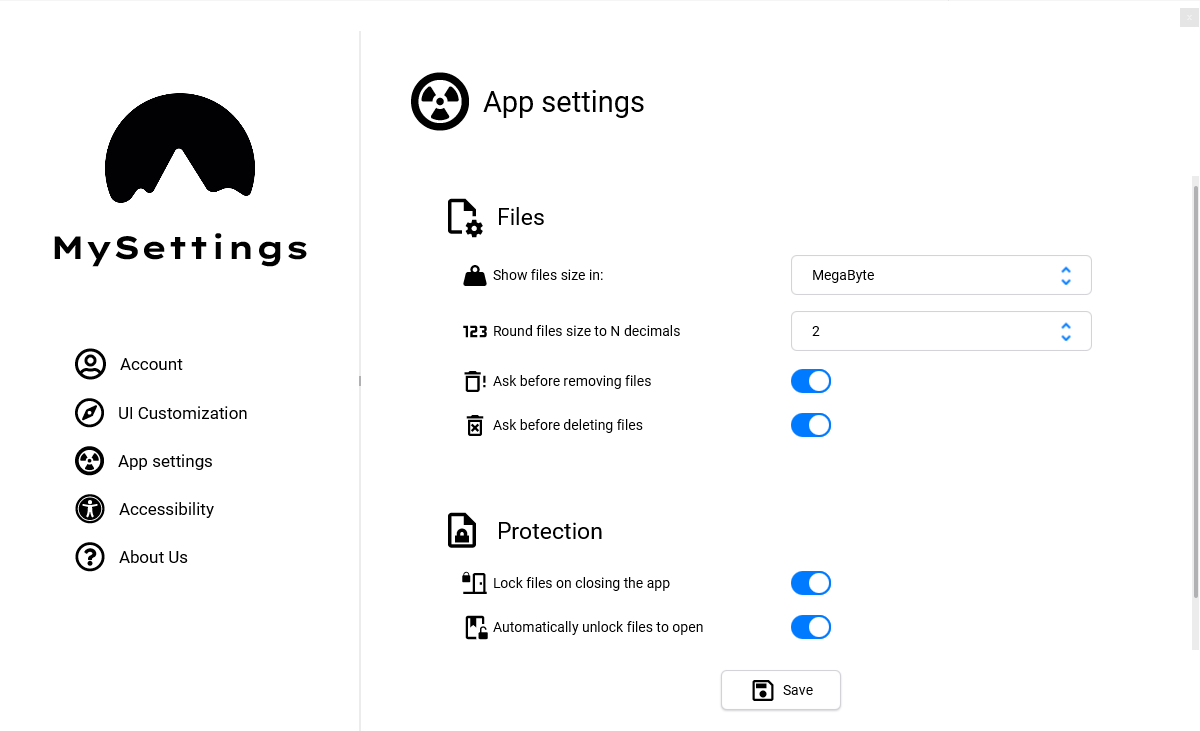 MySettings
Account
UI Customization
App settings
Accessibility
About Us
App settings
Files
Show files size in:
MegaByte
123 Round files size to N decimals
2
Ask before removing files
Ask before deleting files
Protection
Lock files on closing the app
Automatically unlock files to open
Save